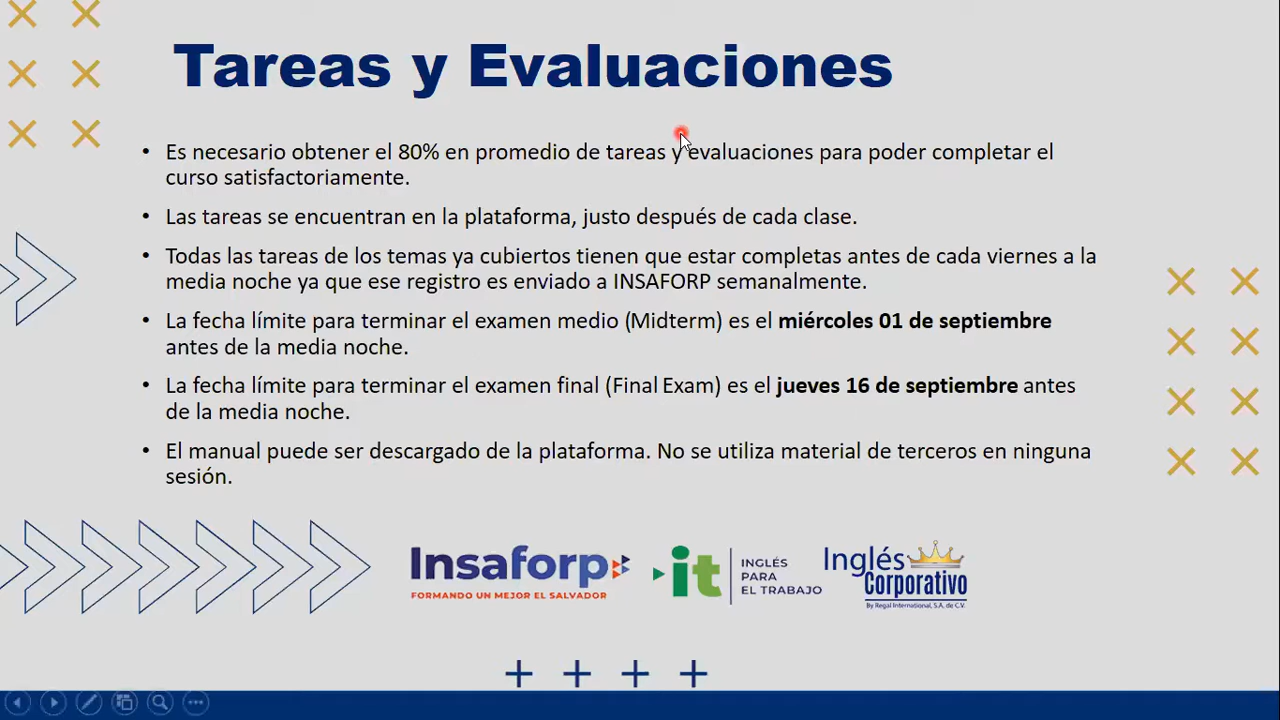 Tareas y Evaluaciones
• Es necesario obtener el 80% en promedio de tareas y evaluaciones para poder completar el
curso satisfactoriamente.
• Las tareas se encuentran en la plataforma, justo después de cada clase.
• Todas las tareas de los temas ya cubiertos tienen que estar completas antes de cada viernes a la
media noche ya que ese registro es enviado a INSAFORP semanalmente.
• La fecha límite para terminar el examen medio (Midterm) es el miércoles 01 de septiembre
antes de la media noche.
• La fecha límite para terminar el examen final (Final Exam) es el jueves 16 de septiembre antes
de la media noche.
• El manual puede ser descargado de la plataforma. No se utiliza material de terceros en ninguna
sesión.
Insaforp
FORMANDO UN MEJOR EL SALVADOR
it
INGLÉS
PARA
EL TRABAJO
Inglés
Corporativo
By Regal International, S.A. de C.V.